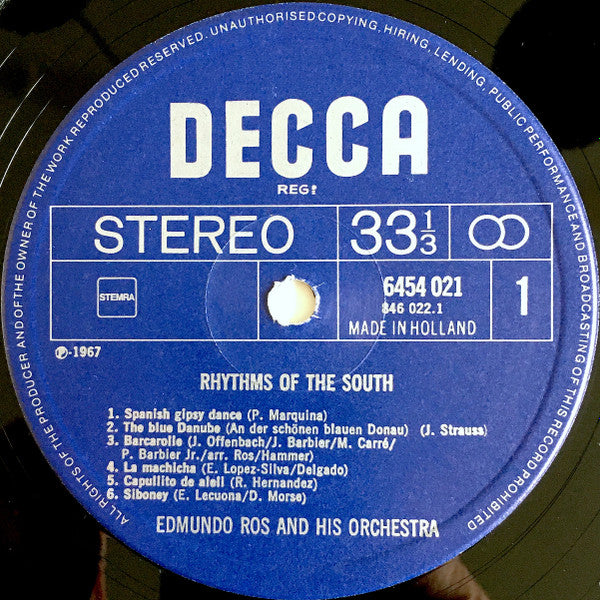 ALL RIGHTS OF THE PRODUCER AND OF THE OWNER OF THE WORK REPRODUCED RESERVED. UNAUTHORISED COPYING, HIRING, LENDING, PUBLIC PERFORMANCE AND BROADCASTING OF THIS RECORD PROHIBITED
DECCA
REGD
STEREO
33 1/3
STEMRA
6454 021
846 022.1
MADE IN HOLLAND
1
℗-1967
RHYTHMS OF THE SOUTH
1. Spanish gipsy dance (P. Marquina)
2. The blue Danube (An der schönen blauen Donau) (J. Strauss)
3. Barcarolle (J. Offenbach/J. Barbier/M. Carré/
P. Barbier Jr./arr. Ros/Hammer)
4. La machicha (E. Lopez-Silva/Delgado)
5. Capullito de aleli (R. Hernandez)
6. Siboney (E. Lecuona/D. Morse)
EDMUNDO ROS AND HIS ORCHESTRA